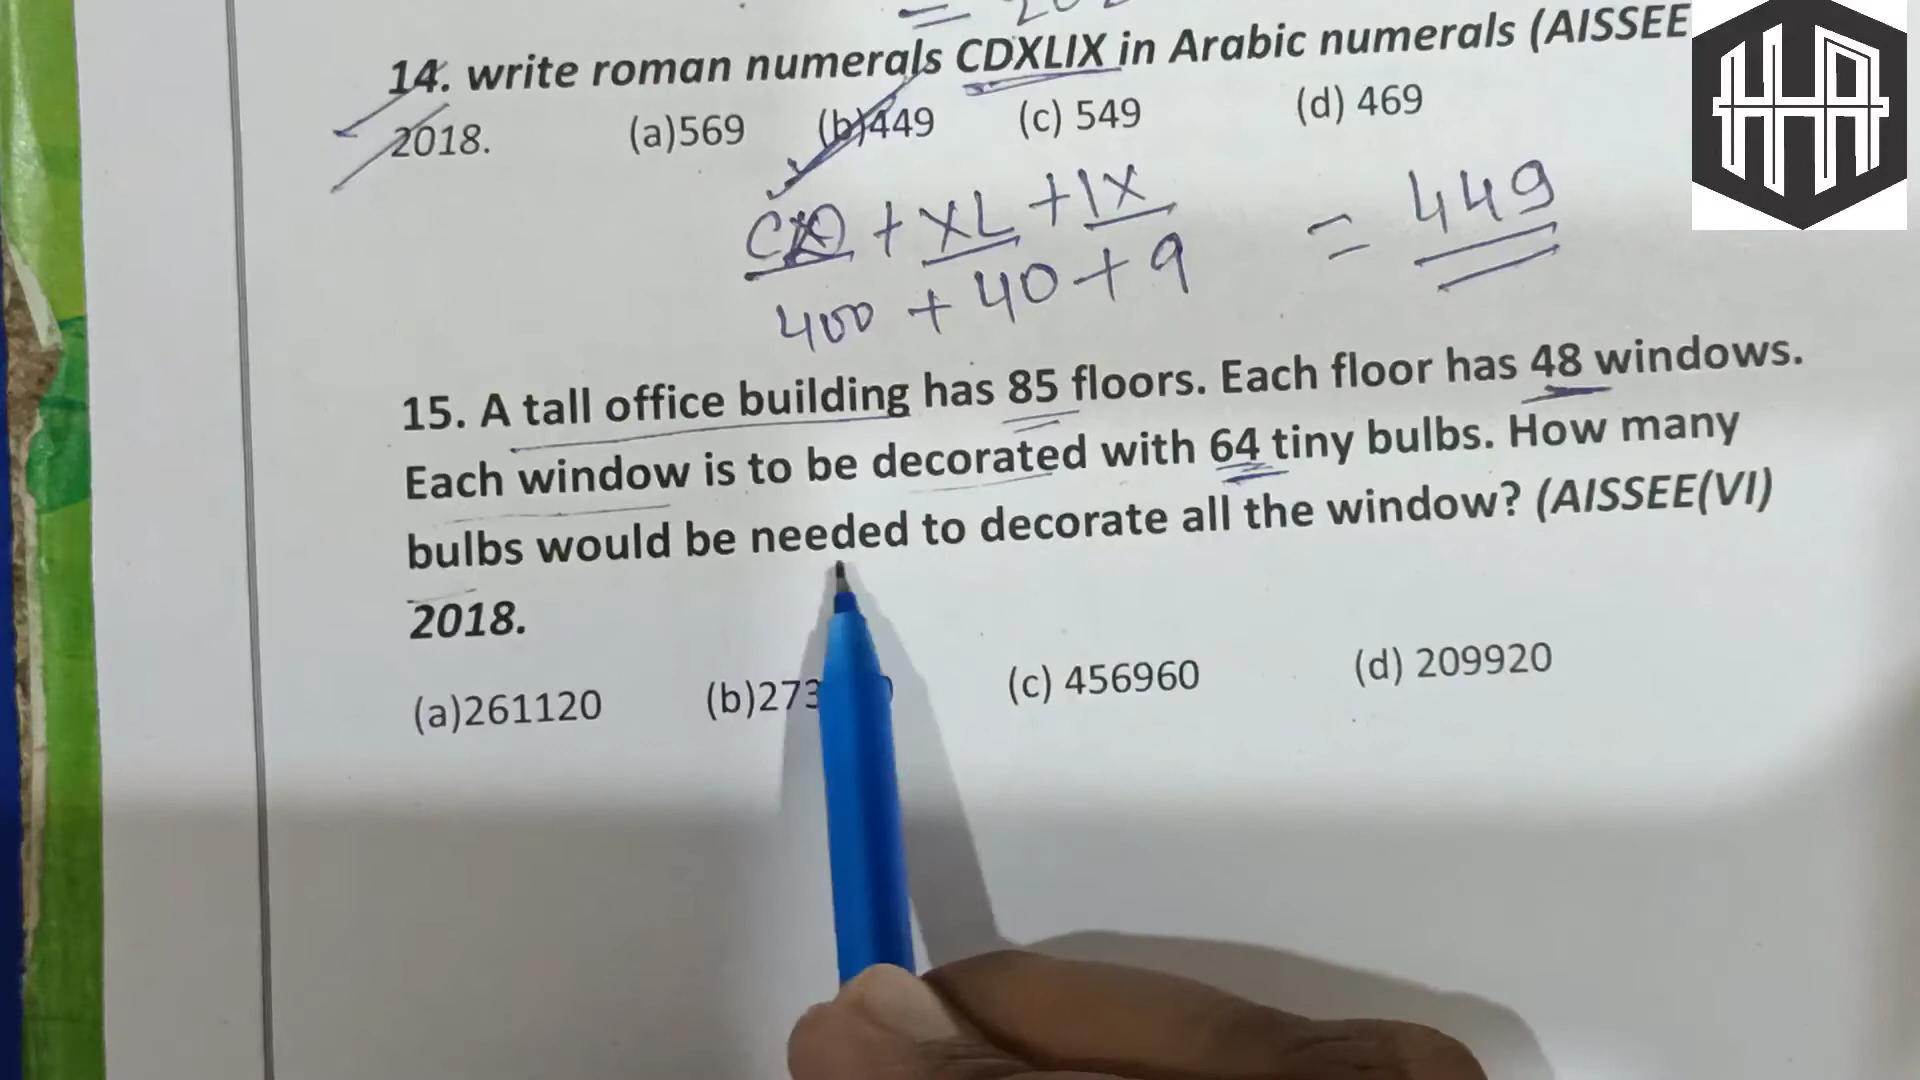 14. write roman numerals CDXLIX in Arabic numerals (AISSEE
2018. (a)569 (b)449 (c) 549 (d) 469
CD + XL + IX = 449
400 + 40 + 9
15. A tall office building has 85 floors. Each floor has 48 windows.
Each window is to be decorated with 64 tiny bulbs. How many
bulbs would be needed to decorate all the window? (AISSEE(VI)
2018.
(a)261120 (b)273 (c) 456960 (d) 209920